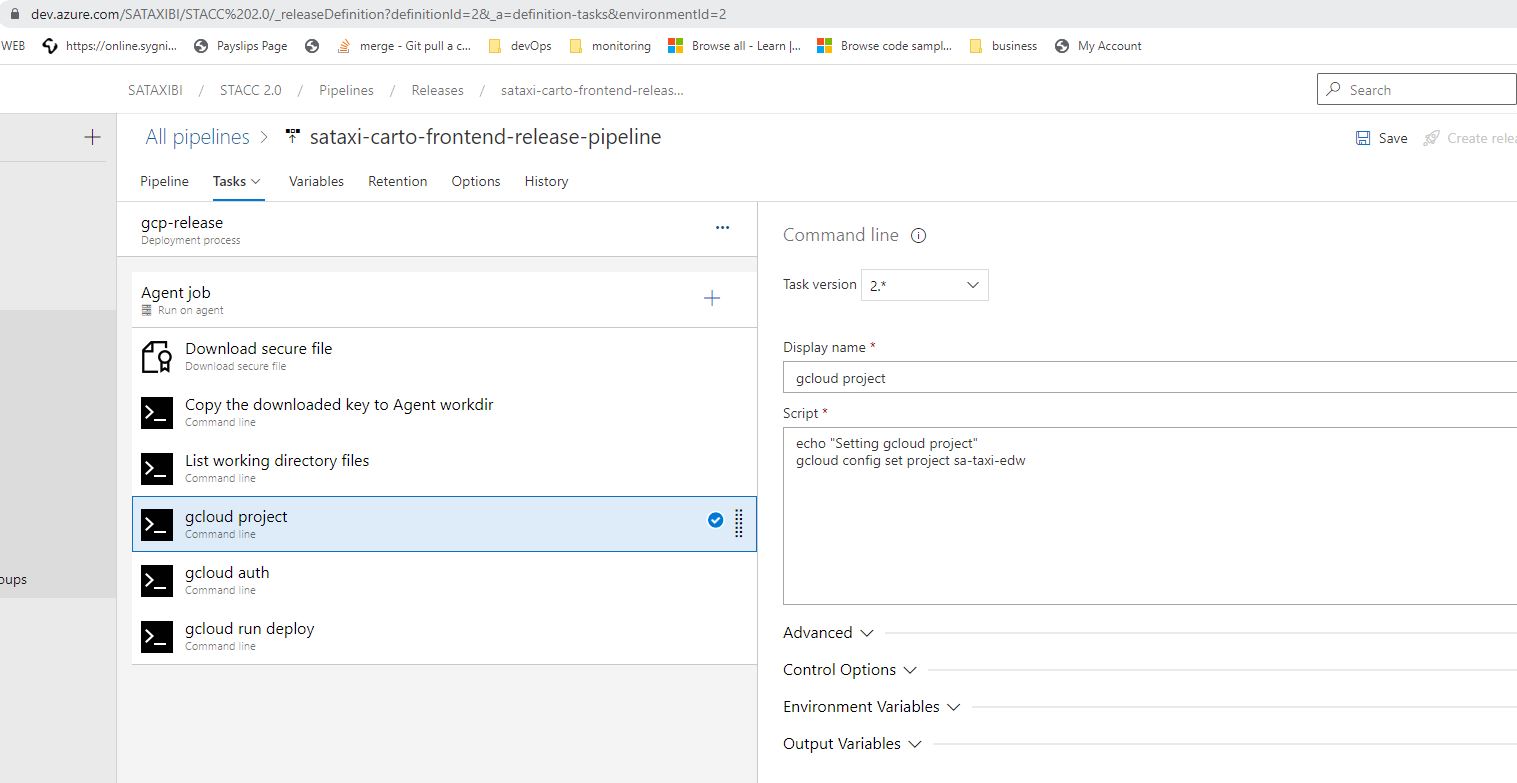 dev.azure.com/SATAXIBI/STACC%202.0/_releaseDefinition?definitionId=2&_a=definition-tasks&environmentId=2
WEB https://online.sygni... Payslips Page merge - Git pull a c... devOps monitoring Browse all - Learn |... Browse code sampl... business My Account
SATAXIBI / STACC 2.0 / Pipelines / Releases / sataxi-carto-frontend-releas...
Search
All pipelines > sataxi-carto-frontend-release-pipeline
Save Create relea
Pipeline Tasks Variables Retention Options History
gcp-release
Deployment process
...
Agent job
Run on agent
Download secure file
Download secure file
Copy the downloaded key to Agent workdir
Command line
List working directory files
Command line
gcloud project
Command line
gcloud auth
Command line
gcloud run deploy
Command line
oups
Command line
Task version 2.*
Display name *
gcloud project
Script *
echo "Setting gcloud project"
gcloud config set project sa-taxi-edw
Advanced
Control Options
Environment Variables
Output Variables